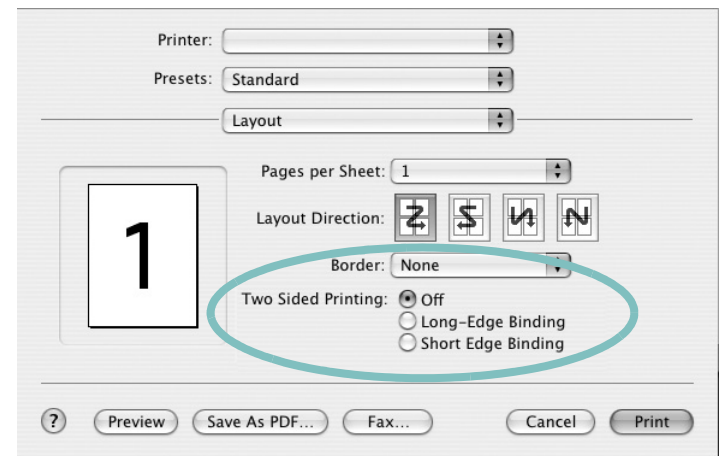 Printer:
Presets: Standard
Layout
Pages per Sheet: 1
Layout Direction:
1
Border: None
Two Sided Printing: Off
Long-Edge Binding
Short Edge Binding
? Preview Save As PDF... Fax... Cancel Print